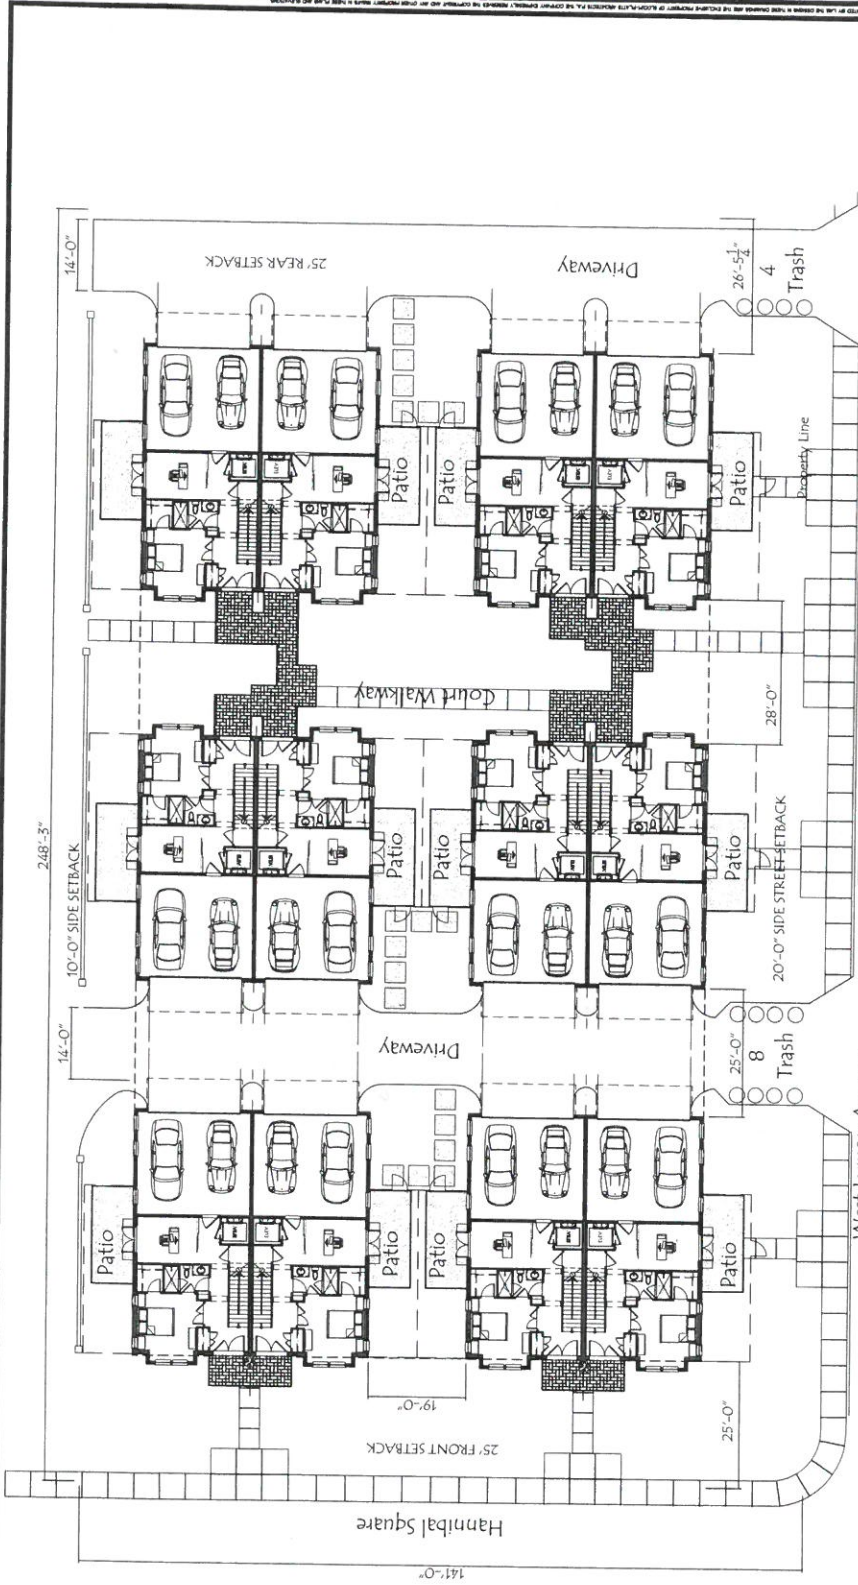 14'-0"
25' REAR SETBACK
Driveway
26'-5 1/4"
4
Trash
Patio
Patio
Patio
Property Line
248'-3"
Court Walkway
28'-0"
10'-0" SIDE SETBACK
Patio
Patio
Patio
20'-0" SIDE STREET SETBACK
14'-0"
Driveway
25'-0"
8
Trash
Patio
Patio
Patio
Patio
19'-0"
25'-0"
25' FRONT SETBACK
Hannibal Square
141'-0"